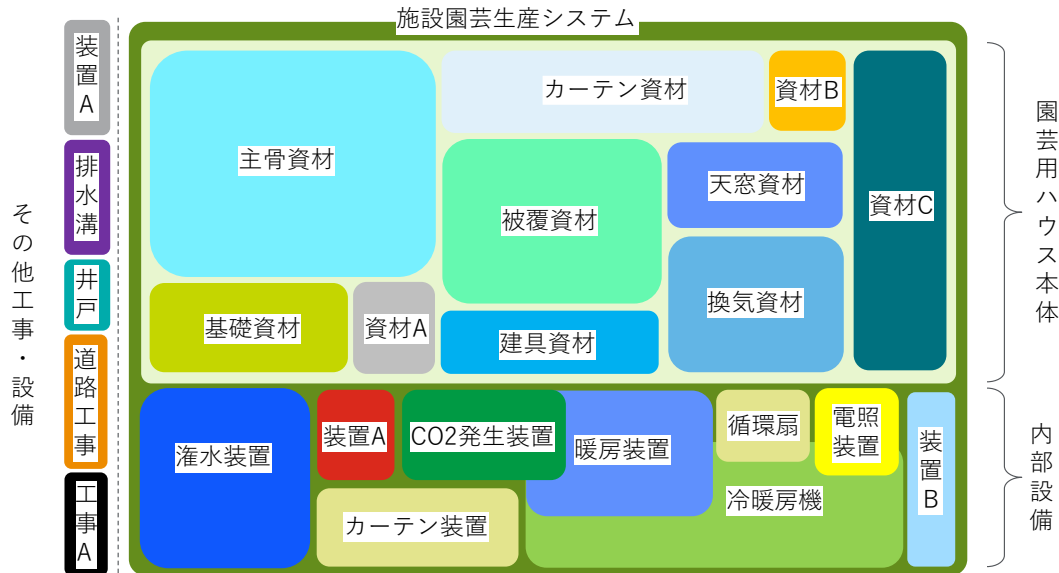 施設園芸生産システム
装置A
排水溝
井戸
道路工事
工事A
その他工事・設備
主骨資材
カーテン資材
資材B
資材C
被覆資材
天窓資材
換気資材
基礎資材
資材A
建具資材
園芸用ハウス本体
潅水装置
装置A
CO2発生装置
暖房装置
循環扇
電照
装置
装置B
カーテン装置
冷暖房機
内部設備